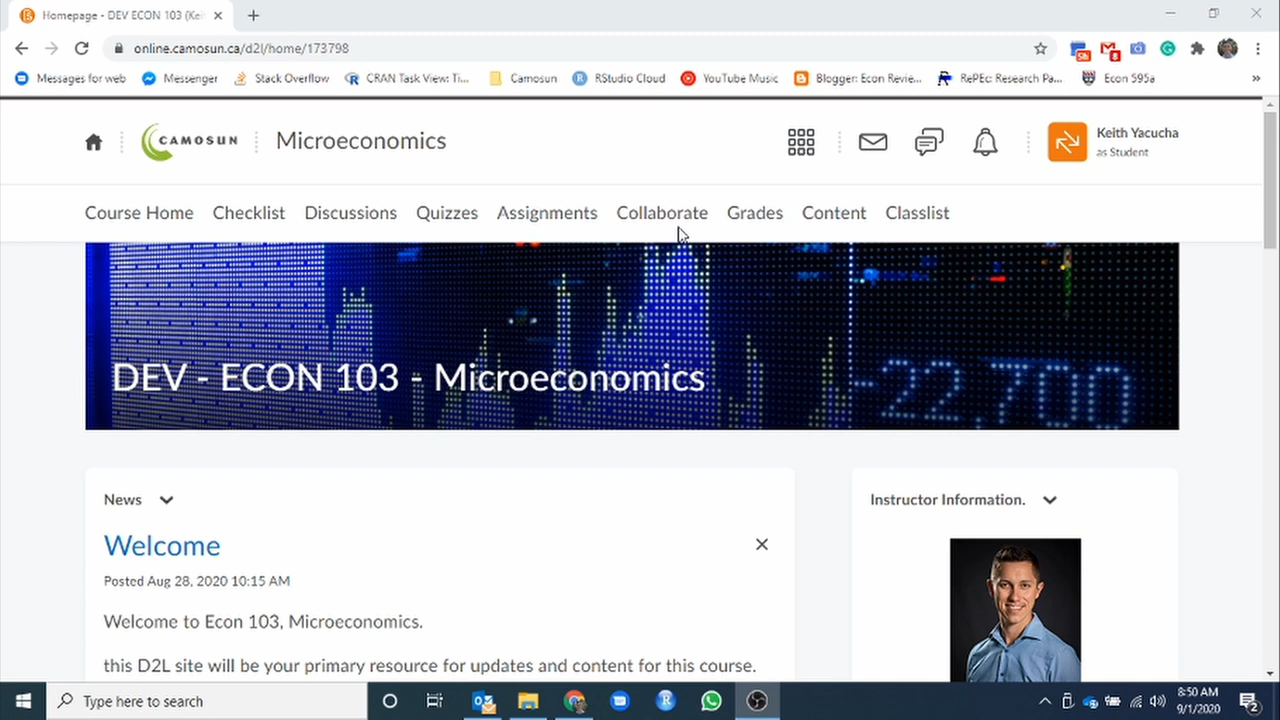 Homepage - DEV ECON 103 (Kei
online.camosun.ca/d2l/home/173798
Messages for web
Messenger
Stack Overflow
CRAN Task View: Ti...
Camosun
RStudio Cloud
YouTube Music
Blogger: Econ Revie...
RePEc: Research Pa...
Econ 595a
CAMOSUN
Microeconomics
Keith Yacucha
as Student
Course Home
Checklist
Discussions
Quizzes
Assignments
Collaborate
Grades
Content
Classlist
DEV - ECON 103 - Microeconomics
-22,700
News
Welcome
Posted Aug 28, 2020 10:15 AM
Welcome to Econ 103, Microeconomics.
this D2L site will be your primary resource for updates and content for this course.
Instructor Information.
Type here to search
8:50 AM
9/1/2020
2